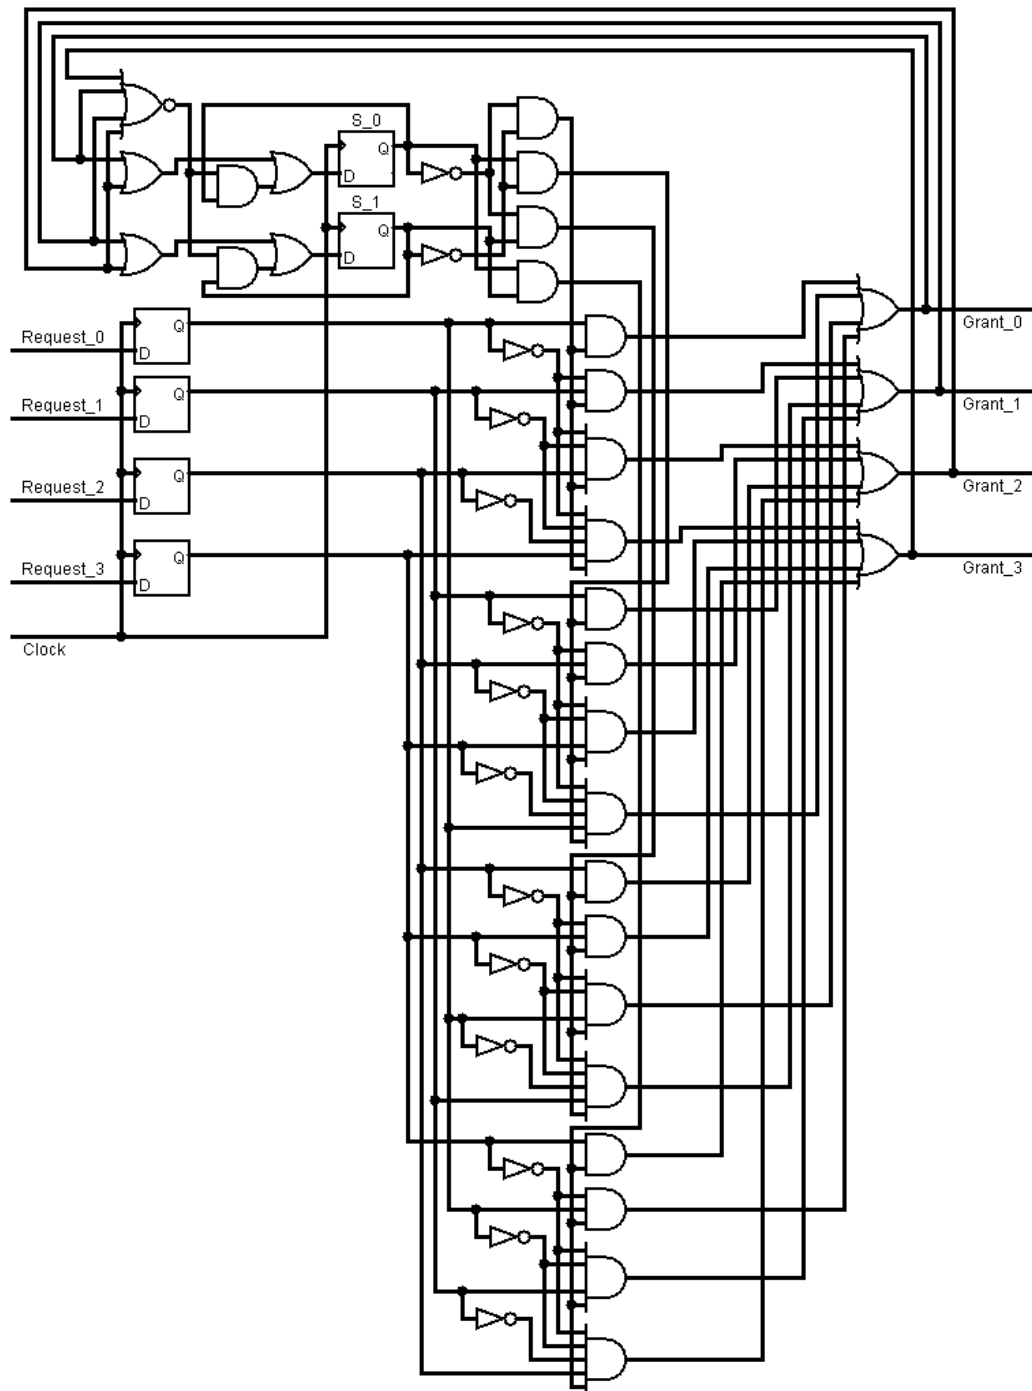 S_0
Q
D
S_1
Q
D
Request_0
Q
D
Grant_0
Request_1
Q
D
Grant_1
Request_2
Q
D
Grant_2
Request_3
Q
D
Grant_3
Clock